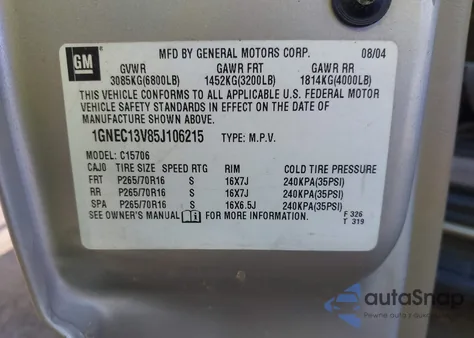 GM
MFD BY GENERAL MOTORS CORP. 08/04
GVWR GAWR FRT GAWR RR
3085KG(6800LB) 1452KG(3200LB) 1814KG(4000LB)
THIS VEHICLE CONFORMS TO ALL APPLICABLE U.S. FEDERAL MOTOR
VEHICLE SAFETY STANDARDS IN EFFECT ON THE DATE OF
MANUFACTURE SHOWN ABOVE.
1GNEC13V85J106215 TYPE: M.P.V.
MODEL: C15706
CAJ0 TIRE SIZE SPEED RTG RIM COLD TIRE PRESSURE
FRT P265/70R16 S 16X7J 240KPA(35PSI)
RR P265/70R16 S 16X7J 240KPA(35PSI)
SPA P265/70R16 S 16X6.5J 240KPA(35PSI)
SEE OWNER'S MANUAL i FOR MORE INFORMATION
F 326
T 319
autoSnap
Pewne auto z aukcji